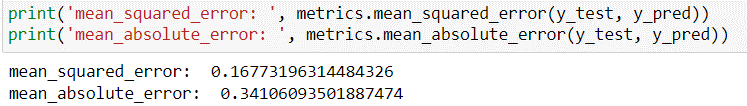 print('mean_squared_error: ', metrics.mean_squared_error(y_test, y_pred))
print('mean_absolute_error: ', metrics.mean_absolute_error(y_test, y_pred))
mean_squared_error:  0.16773196314484326
mean_absolute_error:  0.34106093501887474